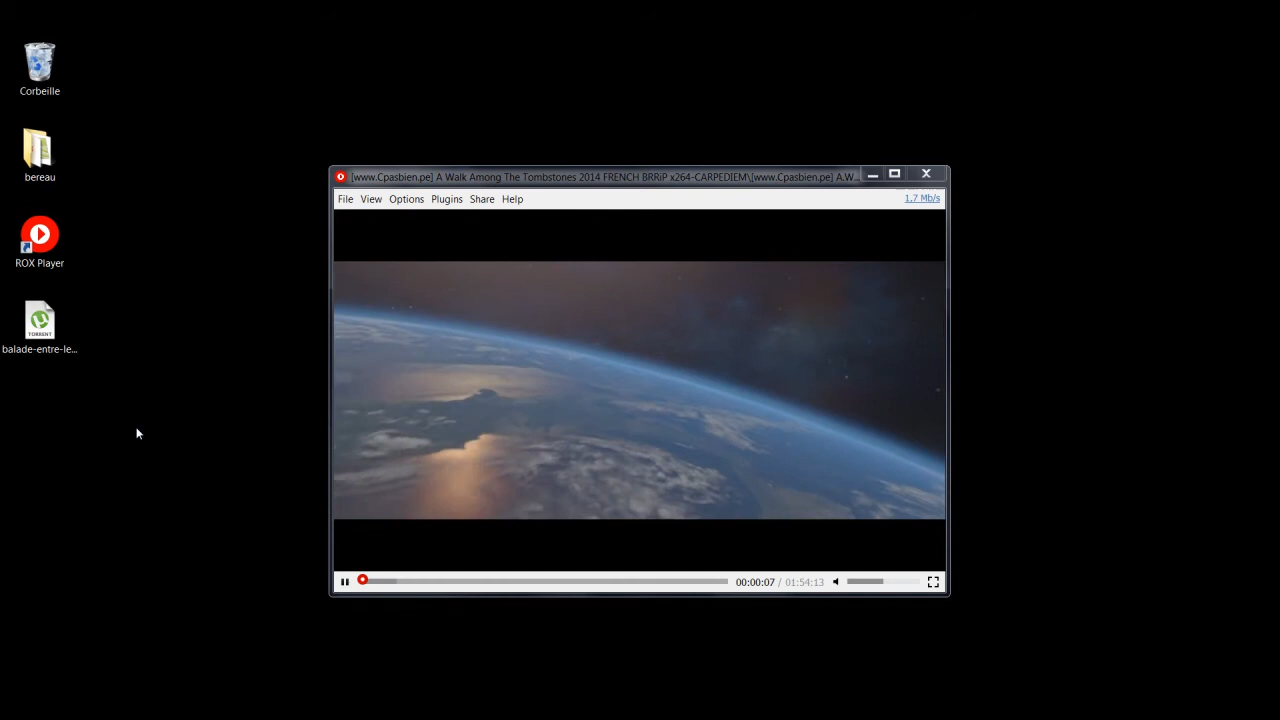 Corbeille
bereau
ROX Player
TORRENT
balade-entre-le...
[www.Cpasbien.pe] A Walk Among The Tombstones 2014 FRENCH BRRiP x264-CARPEDIEM\[www.Cpasbien.pe] A.W...
File View Options Plugins Share Help 1,7 Mb/s
00:00:07 / 01:54:13